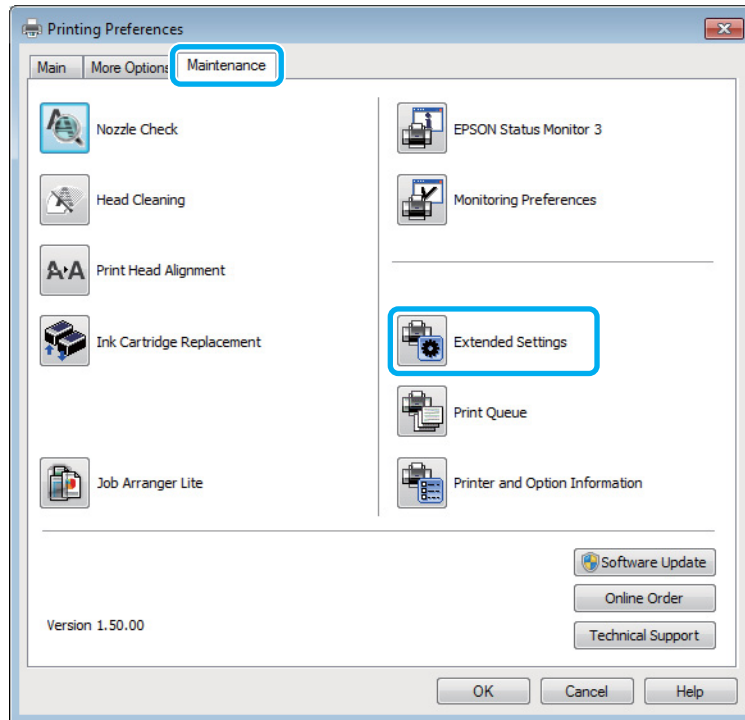 Printing Preferences
Main
More Options
Maintenance
Nozzle Check
EPSON Status Monitor 3
Head Cleaning
Monitoring Preferences
A·A
Print Head Alignment
Ink Cartridge Replacement
Extended Settings
Print Queue
Job Arranger Lite
Printer and Option Information
Software Update
Online Order
Version 1.50.00
Technical Support
OK
Cancel
Help